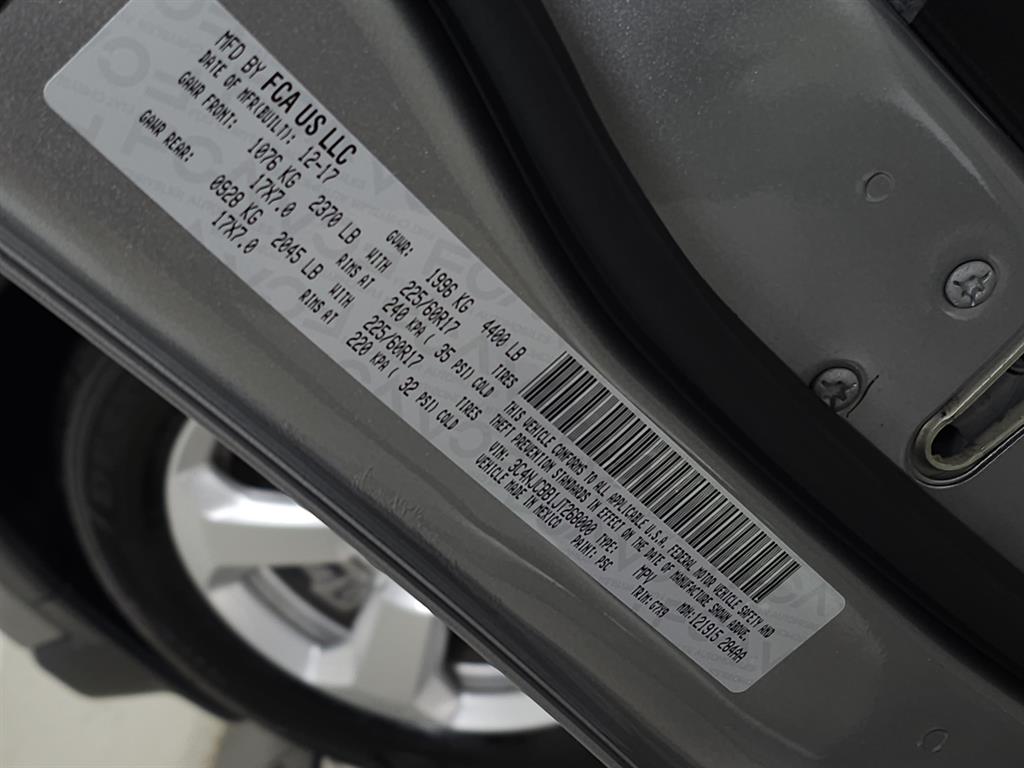 MFD BY FCA US LLC
DATE OF MFR(BUILT): 12-17
GVWR: 1996 KG 4400 LB
GAWR FRONT: 1076 KG 2370 LB WITH 225/60R17 TIRES
17X7.0 RIMS AT 240 KPA ( 35 PSI) COLD
GAWR REAR: 0928 KG 2045 LB WITH 225/60R17 TIRES
17X7.0 RIMS AT 220 KPA ( 32 PSI) COLD
THIS VEHICLE CONFORMS TO ALL APPLICABLE U.S.A. FEDERAL MOTOR VEHICLE SAFETY AND
THEFT PREVENTION STANDARDS IN EFFECT ON THE DATE OF MANUFACTURE SHOWN ABOVE.
VIN: TYPE: MPV MDH:121915 284AA
VEHICLE MADE IN MEXICO PAINT: PSC TRIM: G7X9